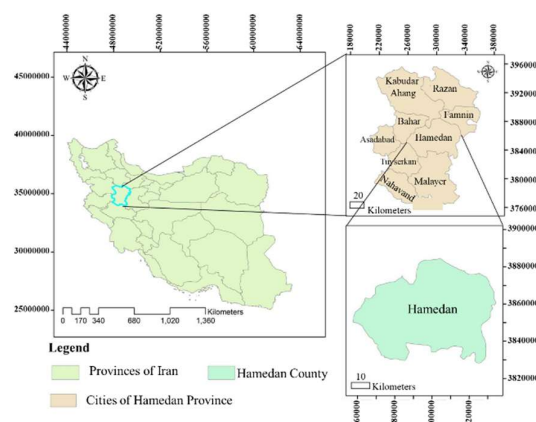 44000000 48000000 52000000 56000000 60000000 64000000
N
W E
S
45000000
40000000
35000000
30000000
25000000
Kilometers
0 170 340 680 1,020 1,360
180000 220000 260000 300000 340000 380000
3960000
3920000
3880000
3840000
3760000
Kabudar
Ahang
Razan
Famnin
Bahar
Hamedan
Asadabad
Tuyserkan
Nahavand
Malayer
20
Kilometers
3900000
3880000
3860000
3840000
3820000
Hamedan
10
Kilometers
Legend
Provinces of Iran
Hamedan County
Cities of Hamedan Province